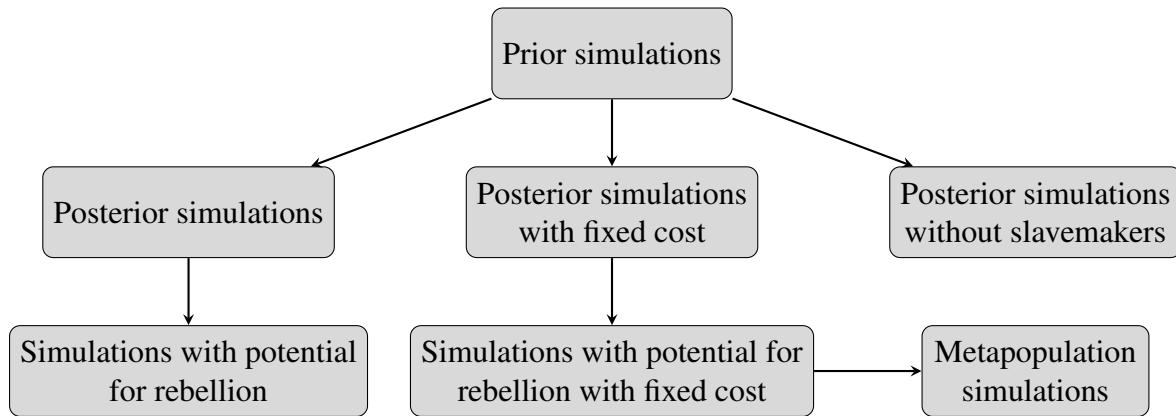 Prior simulations
Posterior simulations
Posterior simulations
with fixed cost
Posterior simulations
without slavemakers
Simulations with potential
for rebellion
Simulations with potential for
rebellion with fixed cost
Metapopulation
simulations